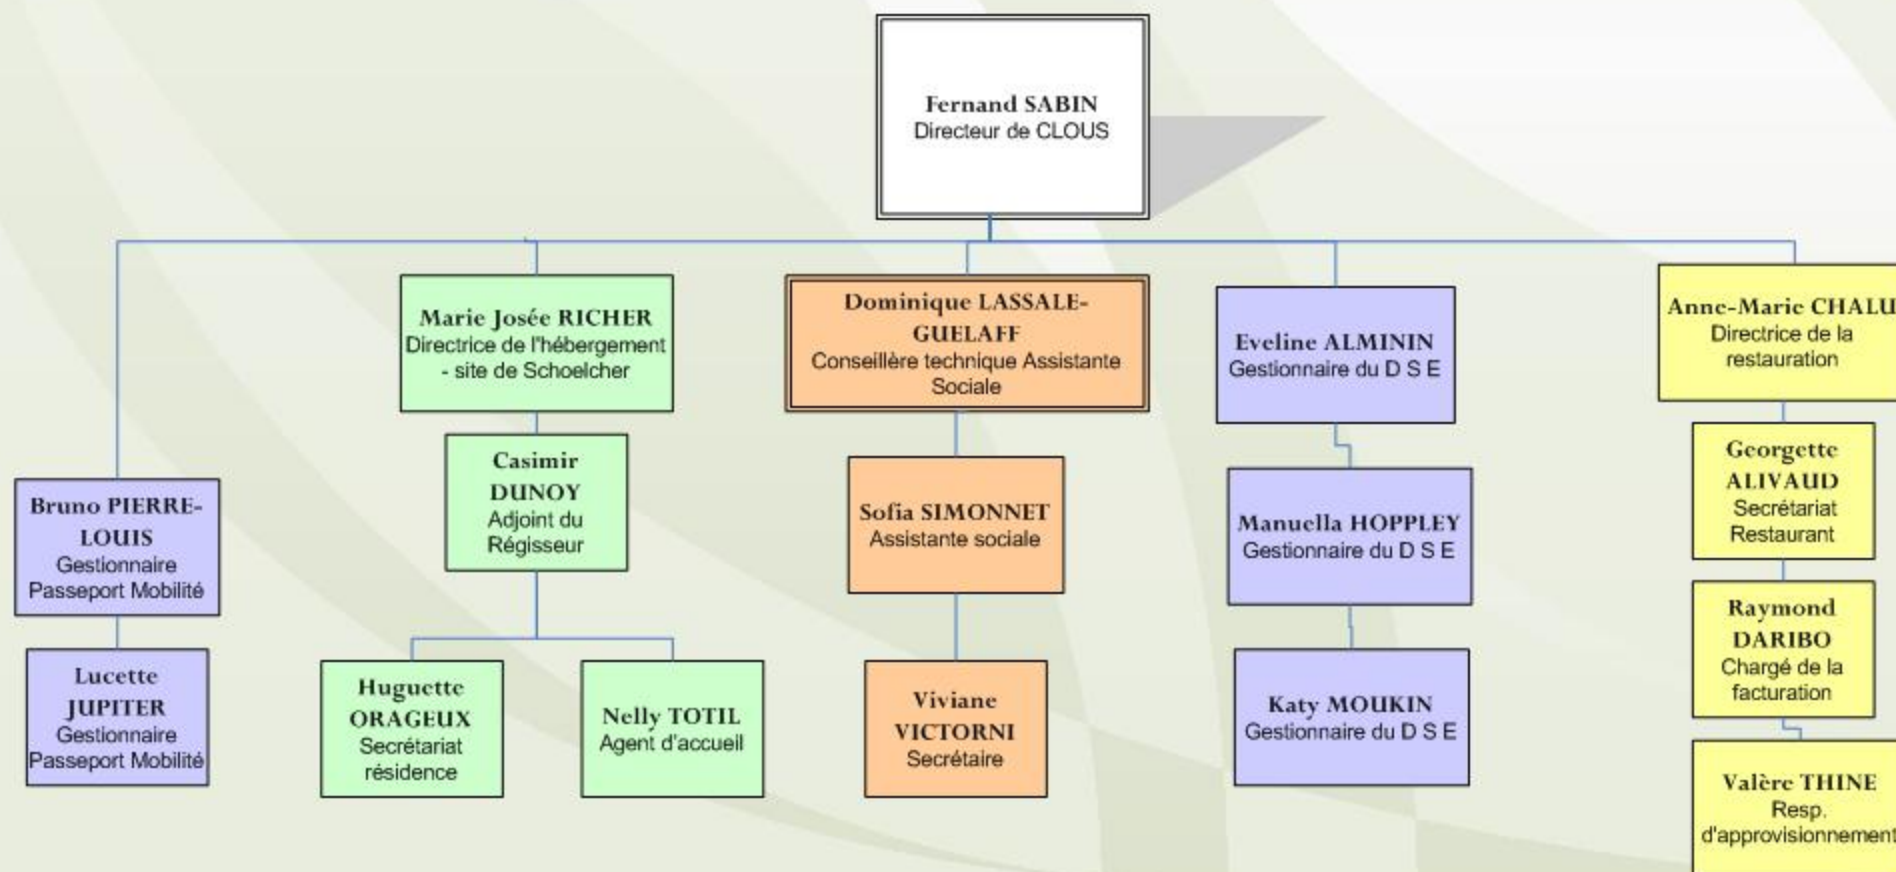 Fernand SABIN
Directeur de CLOUS
Marie Josée RICHER
Directrice de l'hébergement
- site de Schoelcher
Dominique LASSALE-
GUELAFF
Conseillère technique Assistante
Sociale
Eveline ALMININ
Gestionnaire du D S E
Anne-Marie CHALU
Directrice de la
restauration
Bruno PIERRE-
LOUIS
Gestionnaire
Passeport Mobilité
Casimir
DUNOY
Adjoint du
Régisseur
Sofia SIMONNET
Assistante sociale
Manuella HOPPLEY
Gestionnaire du D S E
Georgette
ALIVAUD
Secrétariat
Restaurant
Raymond
DARIBO
Chargé de la
facturation
Lucette
JUPITER
Gestionnaire
Passeport Mobilité
Huguette
ORAGEUX
Secrétariat
résidence
Nelly TOTIL
Agent d'accueil
Viviane
VICTORNI
Secrétaire
Katy MOUKIN
Gestionnaire du D S E
Valère THINE
Resp.
d'approvisionnement